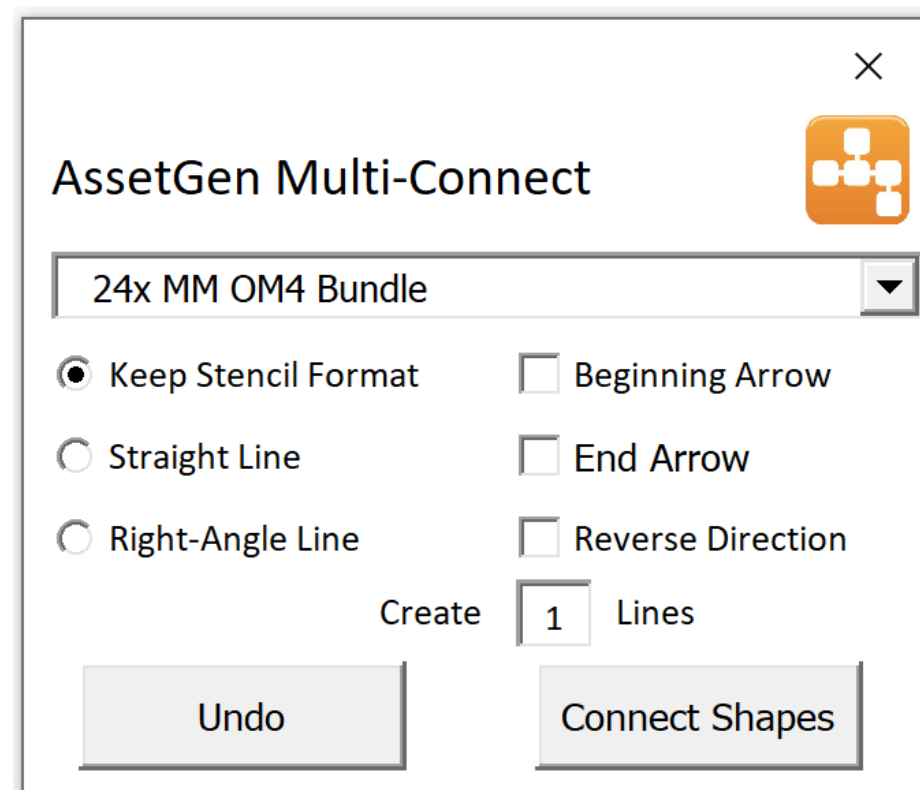 AssetGen Multi-Connect
24x MM OM4 Bundle
Keep Stencil Format Beginning Arrow
Straight Line End Arrow
Right-Angle Line Reverse Direction
Create 1 Lines
Undo Connect Shapes